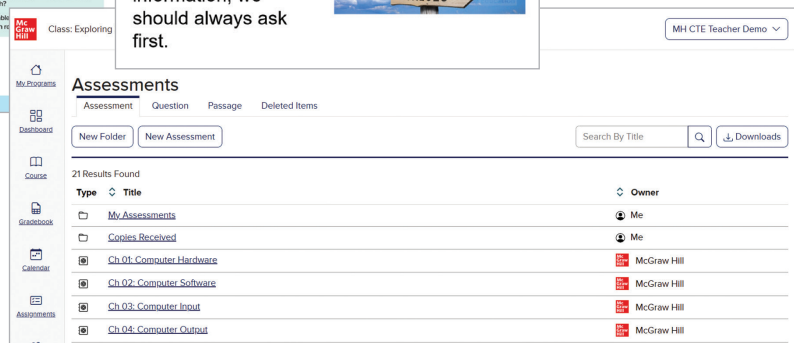 h?
should always ask
first.
Mc
Graw
Hill
Class: Exploring
MH CTE Teacher Demo
My Programs
Dashboard
Course
Gradebook
Calendar
Assignments
Assessments
Assessment Question Passage Deleted Items
New Folder New Assessment Search By Title Downloads
21 Results Found
Type Title Owner
My Assessments Me
Copies Received Me
Ch 01: Computer Hardware McGraw Hill
Ch 02: Computer Software McGraw Hill
Ch 03: Computer Input McGraw Hill
Ch 04: Computer Output McGraw Hill